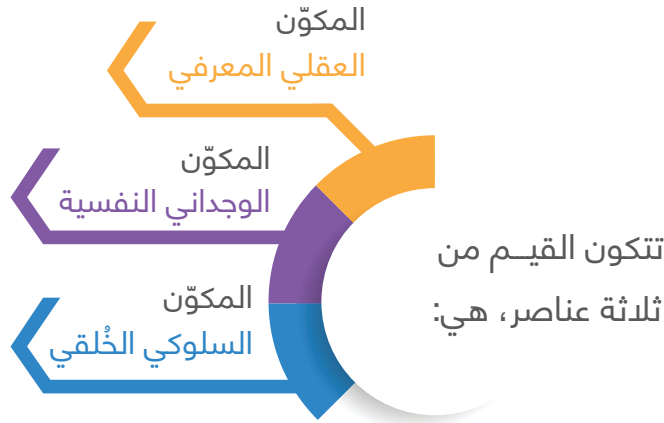 تتكون القيــم من
ثلاثة عناصر، هي:
المكوّن
العقلي المعرفي
المكوّن
الوجداني النفسية
المكوّن
السلوكي الخُلقي